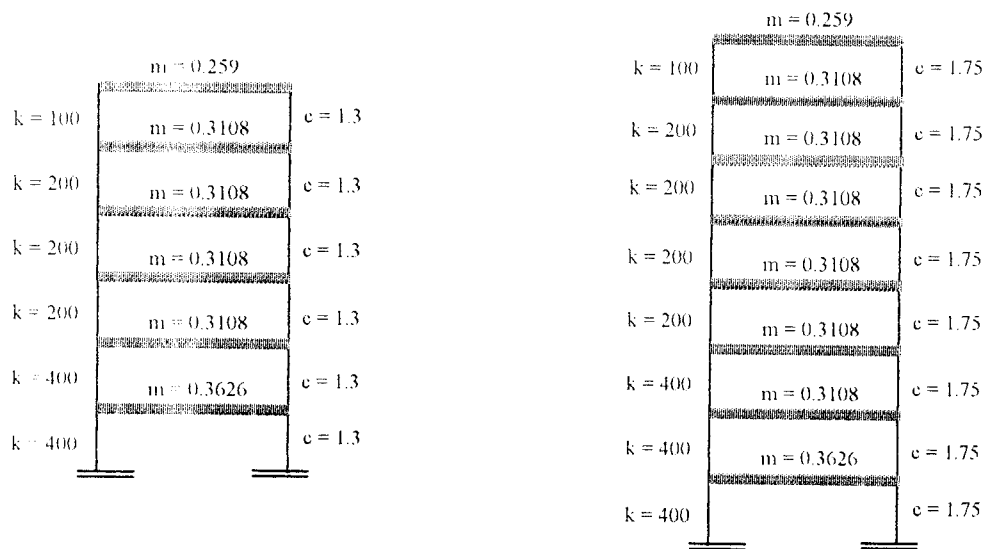 m = 0.259
k = 100 m = 0.3108 c = 1.3
k = 200 m = 0.3108 c = 1.3
k = 200 m = 0.3108 c = 1.3
k = 200 m = 0.3108 c = 1.3
k = 400 m = 0.3626 c = 1.3
k = 400 c = 1.3
m = 0.259
k = 100 m = 0.3108 c = 1.75
k = 200 m = 0.3108 c = 1.75
k = 200 m = 0.3108 c = 1.75
k = 200 m = 0.3108 c = 1.75
k = 200 m = 0.3108 c = 1.75
k = 400 m = 0.3108 c = 1.75
k = 400 m = 0.3626 c = 1.75
k = 400 c = 1.75